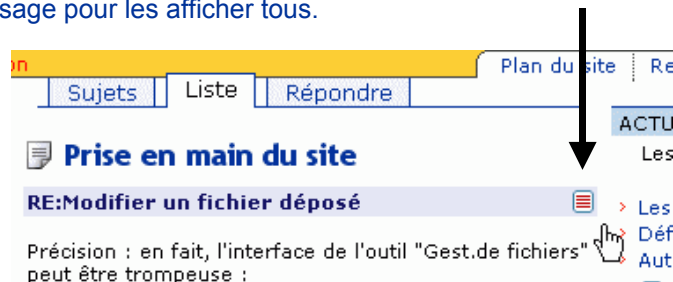 sage pour les afficher tous.
on
Plan du site Re
Sujets Liste Répondre
ACTU
Prise en main du site
Les
RE:Modifier un fichier déposé
Les
Précision : en fait, l'interface de l'outil "Gest.de fichiers"
Déf
peut être trompeuse :
Aut